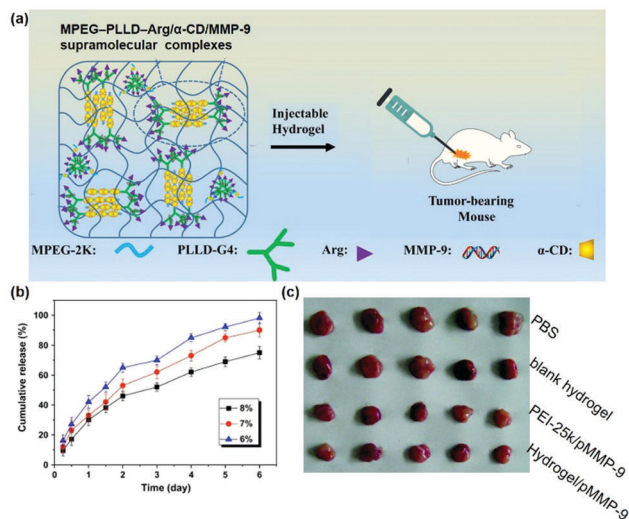 (a)
MPEG–PLLD–Arg/α-CD/MMP-9
supramolecular complexes
Injectable
Hydrogel
Tumor-bearing
Mouse
MPEG-2K:
PLLD-G4:
Arg:
MMP-9:
α-CD:
(b)
Cumulative release (%)
100
80
60
40
20
0
8%
7%
6%
0 1 2 3 4 5 6
Time (day)
(c)
PBS
blank hydrogel
PEI-25k/pMMP-9
Hydrogel/pMMP-9